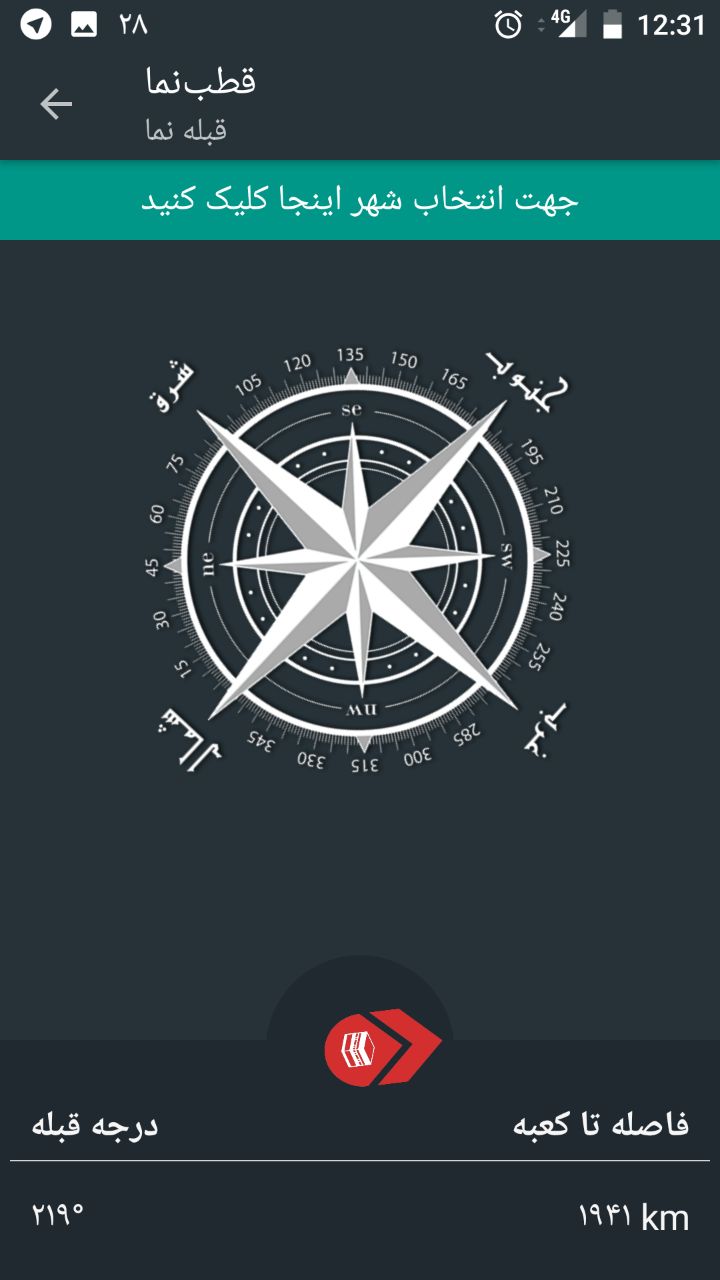 ۲۸ 4G 12:31
قطب‌نما
قبله نما
جهت انتخاب شهر اینجا کلیک کنید
135
120 150
105 165
شرق جنوب
se
75 195
60 210
45 ne sw 225
30 240
15 255
nw
شمال غرب
345 285
330 300
315
فاصله تا کعبه درجه قبله
۱۹۴۱ km ۲۱۹°